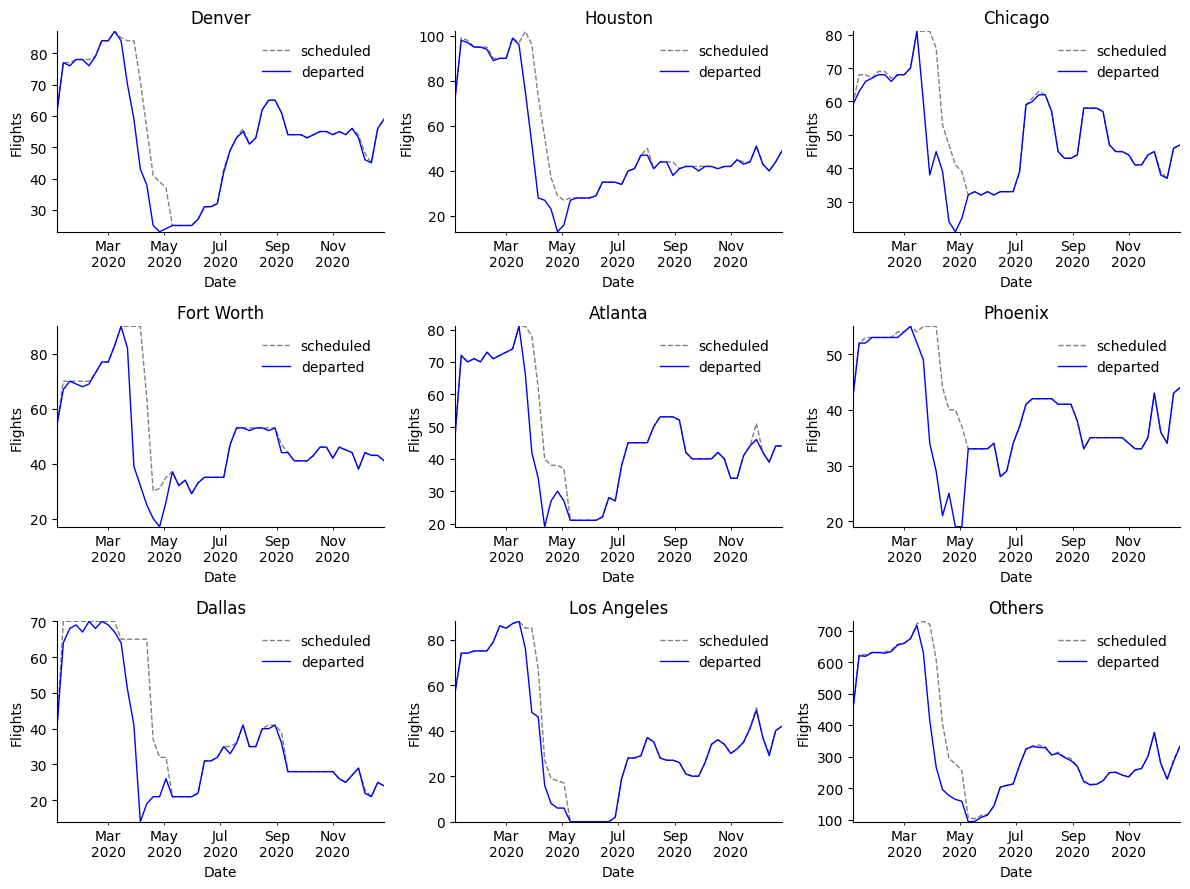 Denver
scheduled
departed
80
70
60
50
40
30
Flights
Mar
2020
May
Jul
2020
Sep
2020
Nov
2020
Date
Houston
scheduled
departed
100
80
60
40
20
Flights
Mar
2020
May
Jul
2020
Sep
2020
Nov
2020
Date
Chicago
scheduled
departed
80
70
60
50
40
30
Flights
Mar
2020
May
Jul
2020
Sep
2020
Nov
2020
Date
Fort Worth
scheduled
departed
80
60
40
20
Flights
Mar
2020
May
Jul
2020
Sep
2020
Nov
2020
Date
Atlanta
scheduled
departed
80
70
60
50
40
30
20
Flights
Mar
2020
May
Jul
2020
Sep
2020
Nov
2020
Date
Phoenix
scheduled
departed
50
40
30
20
Flights
Mar
2020
May
Jul
2020
Sep
2020
Nov
2020
Date
Dallas
scheduled
departed
70
60
50
40
30
20
Flights
Mar
2020
May
Jul
2020
Sep
2020
Nov
2020
Date
Los Angeles
scheduled
departed
80
60
40
20
0
Flights
Mar
2020
May
Jul
2020
Sep
2020
Nov
2020
Date
Others
scheduled
departed
700
600
500
400
300
200
100
Flights
Mar
2020
May
Jul
2020
Sep
2020
Nov
2020
Date